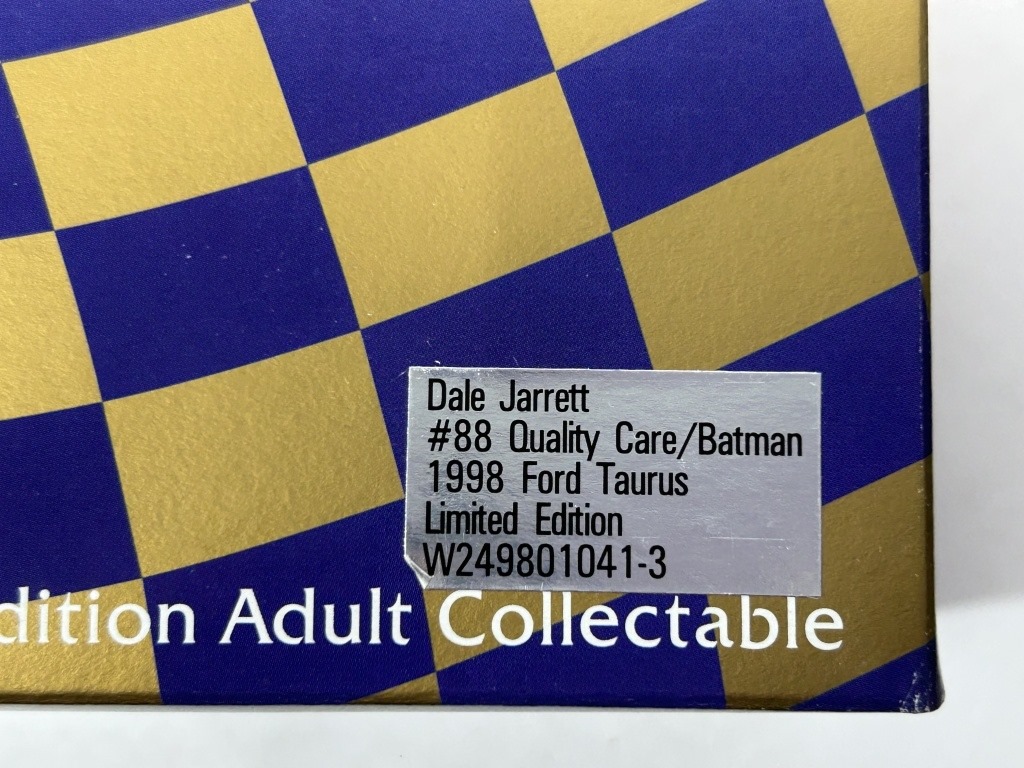 Dale Jarrett
#88 Quality Care/Batman
1998 Ford Taurus
Limited Edition
W249801041-3
dition Adult Collectable